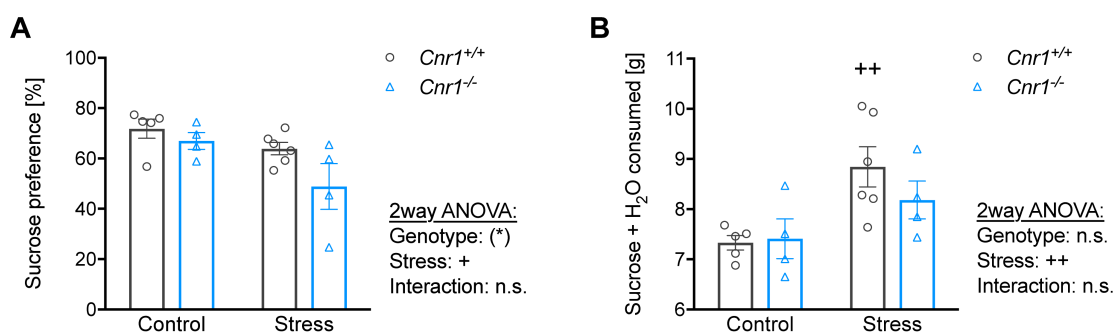 A
Sucrose preference [%]
100
80
60
40
20
0
Control
Stress
Cnr1+/+
Cnr1-/-
2way ANOVA:
Genotype: (*)
Stress: +
Interaction: n.s.
B
Sucrose + H2O consumed [g]
11
10
9
8
7
6
++
Control
Stress
Cnr1+/+
Cnr1-/-
2way ANOVA:
Genotype: n.s.
Stress: ++
Interaction: n.s.